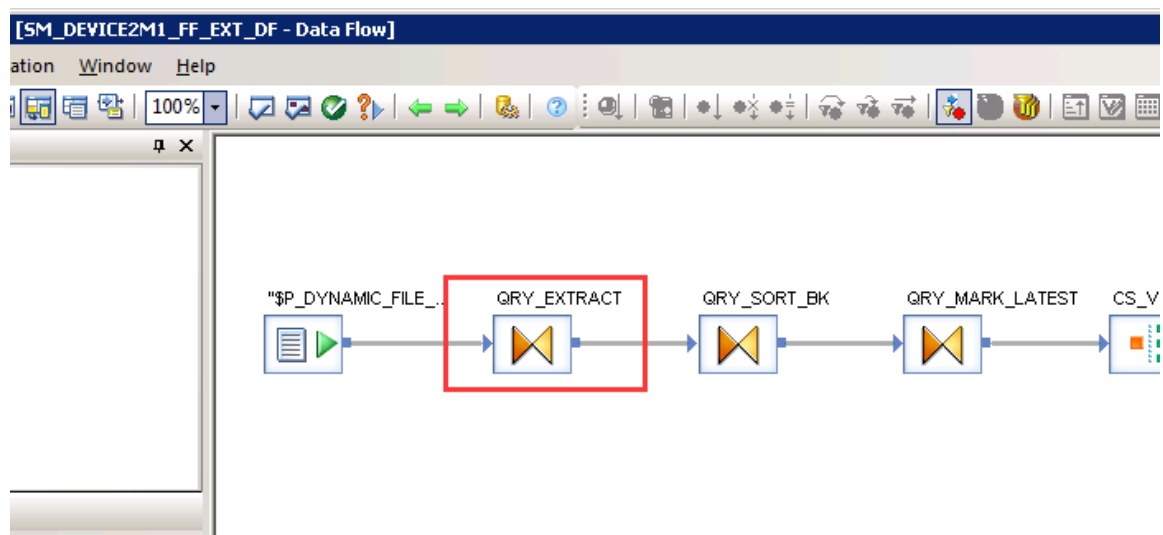 [SM_DEVICE2M1_FF_EXT_DF - Data Flow]
ation Window Help
100%
"$P_DYNAMIC_FILE_... QRY_EXTRACT QRY_SORT_BK QRY_MARK_LATEST CS_V